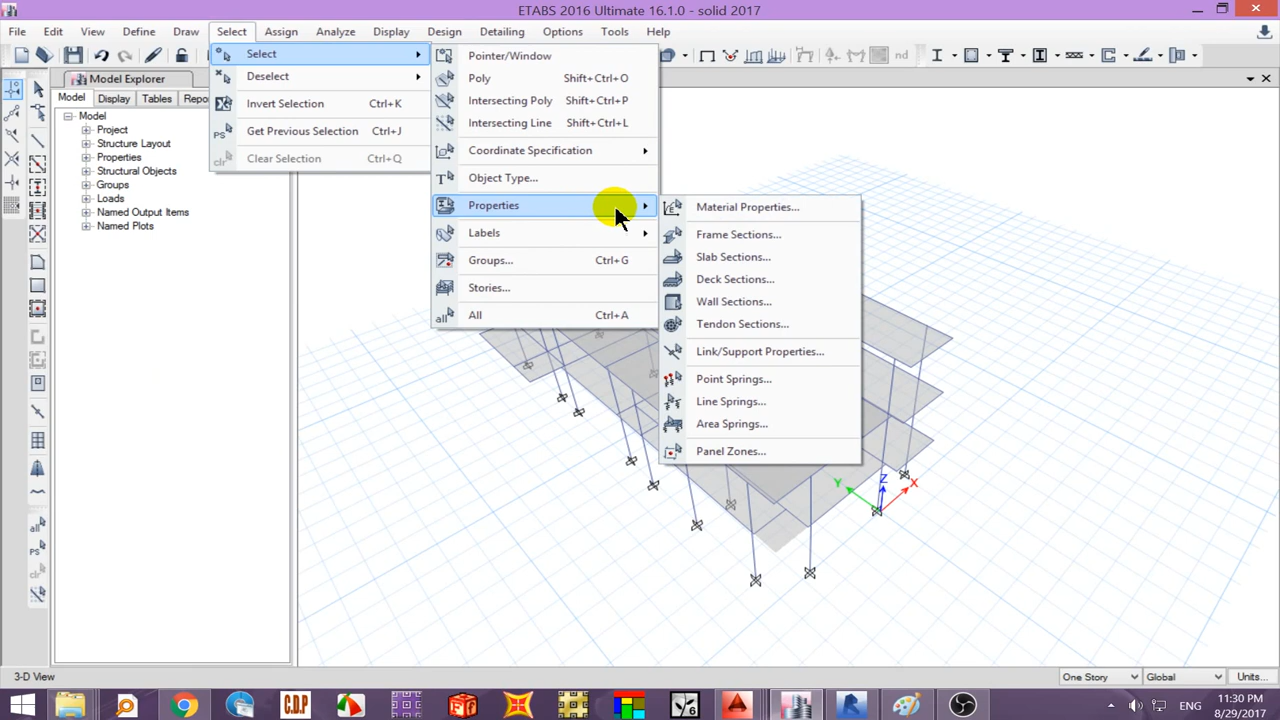 ETABS 2016 Ultimate 16.1.0 - solid 2017
File Edit View Define Draw Select Assign Analyze Display Design Detailing Options Tools Help
Model Explorer
Model Display Tables Repor
Model
Project
Structure Layout
Properties
Structural Objects
Groups
Loads
Named Output Items
Named Plots
Select
Deselect
Invert Selection Ctrl+K
Get Previous Selection Ctrl+J
Clear Selection Ctrl+Q
Pointer/Window
Poly Shift+Ctrl+O
Intersecting Poly Shift+Ctrl+P
Intersecting Line Shift+Ctrl+L
Coordinate Specification
Object Type...
Properties
Labels
Groups... Ctrl+G
Stories...
All Ctrl+A
Material Properties...
Frame Sections...
Slab Sections...
Deck Sections...
Wall Sections...
Tendon Sections...
Link/Support Properties...
Point Springs...
Line Springs...
Area Springs...
Panel Zones...
Y Z X
3-D View
One Story Global Units...
C.D.P
ENG
11:30 PM
8/29/2017